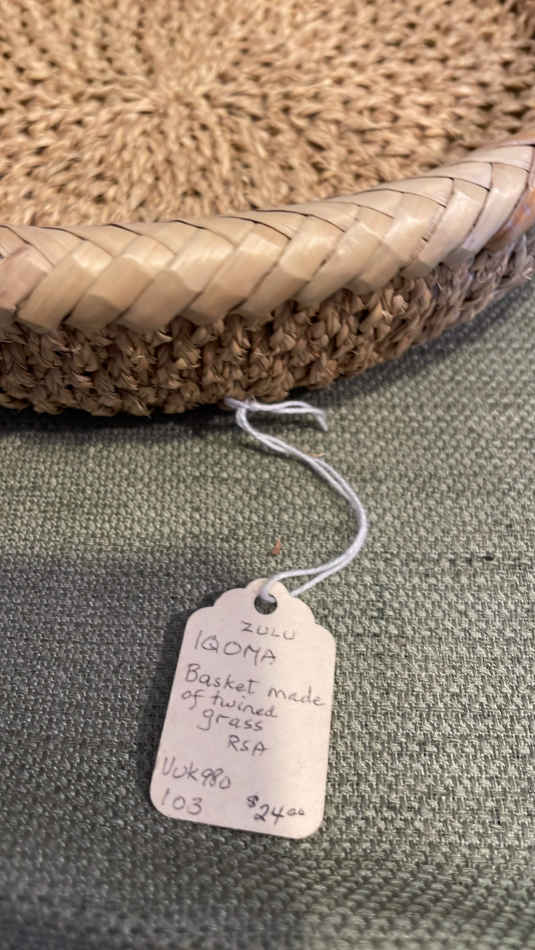 ZULU
IQOMA
Basket made
of twined
grass
RSA
Vuk980
103 $24.00